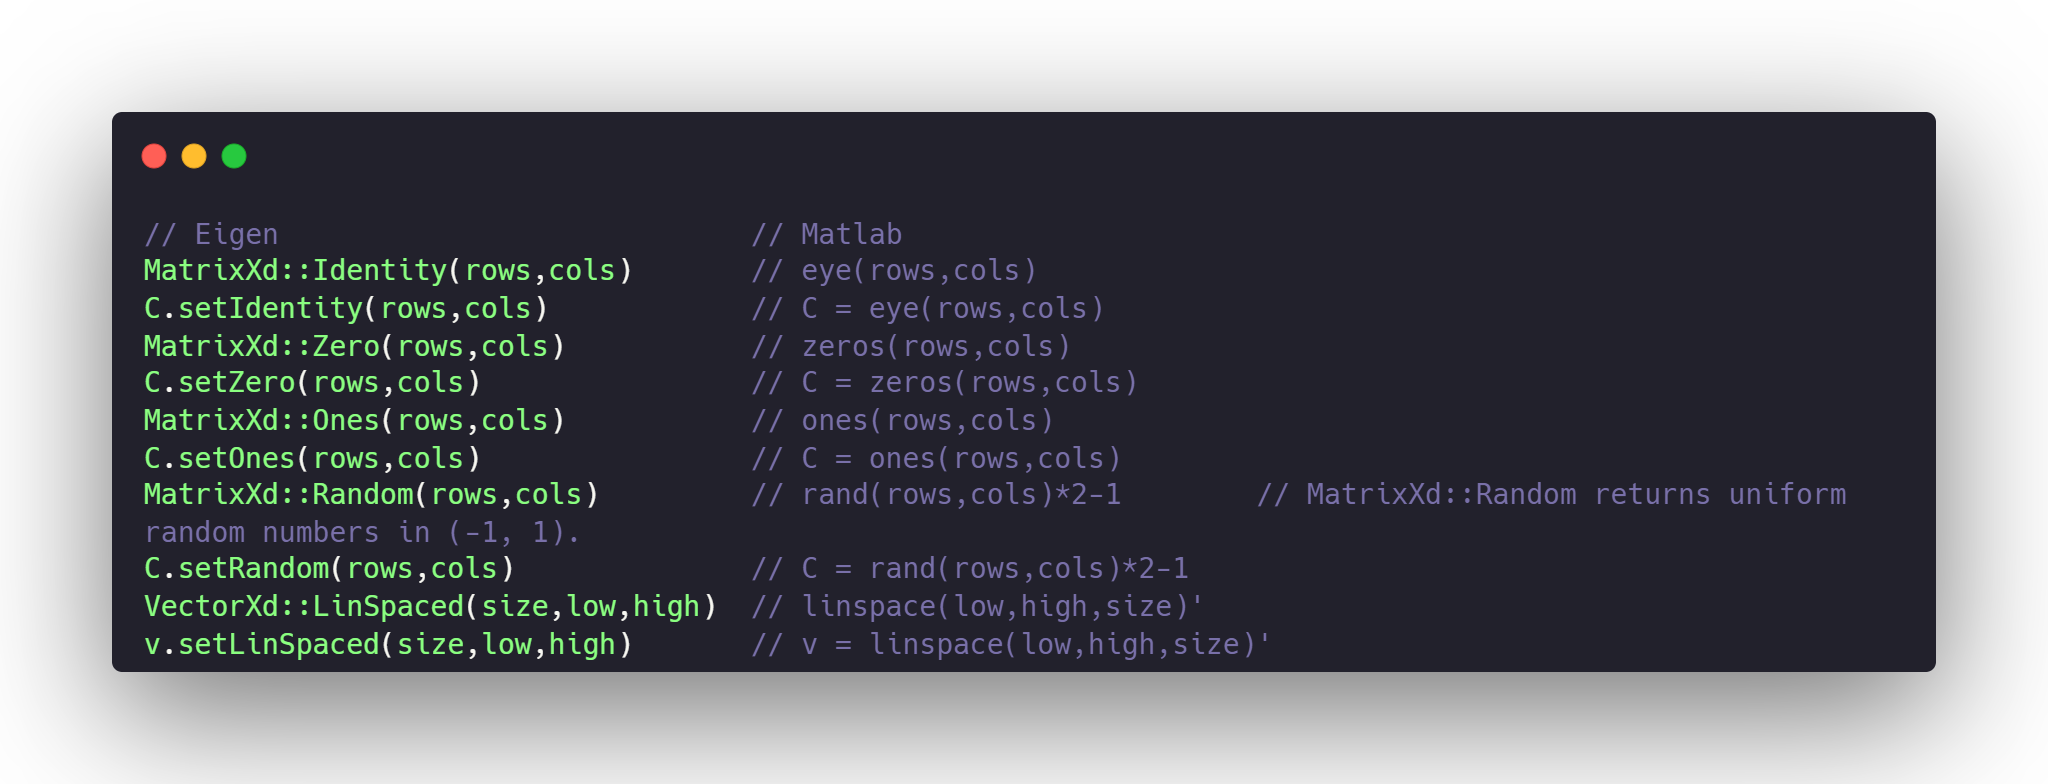 // Eigen                            // Matlab
MatrixXd::Identity(rows,cols)       // eye(rows,cols)
C.setIdentity(rows,cols)            // C = eye(rows,cols)
MatrixXd::Zero(rows,cols)           // zeros(rows,cols)
C.setZero(rows,cols)                // C = zeros(rows,cols)
MatrixXd::Ones(rows,cols)           // ones(rows,cols)
C.setOnes(rows,cols)                // C = ones(rows,cols)
MatrixXd::Random(rows,cols)         // rand(rows,cols)*2-1        // MatrixXd::Random returns uniform
random numbers in (-1, 1).
C.setRandom(rows,cols)              // C = rand(rows,cols)*2-1
VectorXd::LinSpaced(size,low,high)  // linspace(low,high,size)'
v.setLinSpaced(size,low,high)       // v = linspace(low,high,size)'